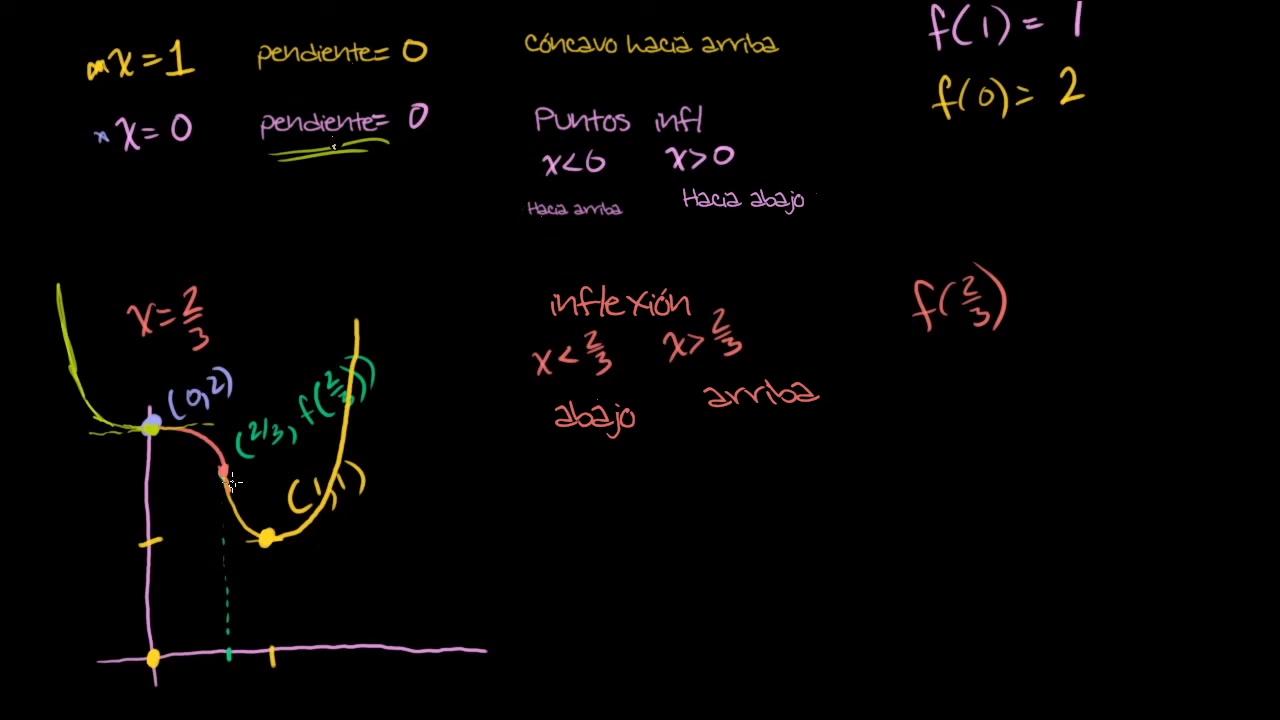 en x = 1 pendiente = 0 cóncavo hacia arriba f(1) = 1
x = 0 pendiente = 0 Puntos infl f(0) = 2
x<0 x>0
Hacia arriba Hacia abajo
x = 2/3 inflexión f(2/3)
x < 2/3 x > 2/3
abajo arriba
(0,2)
(2/3, f(2/3))
(1,1)